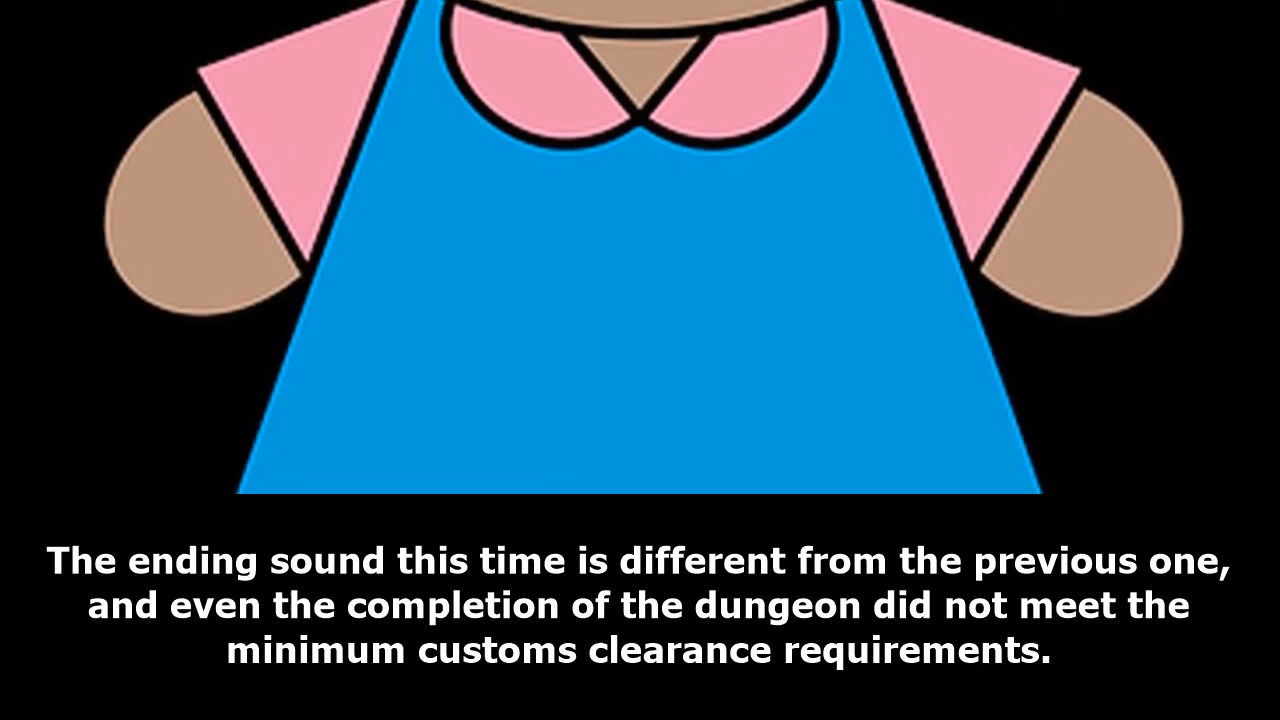 The ending sound this time is different from the previous one,
and even the completion of the dungeon did not meet the
minimum customs clearance requirements.